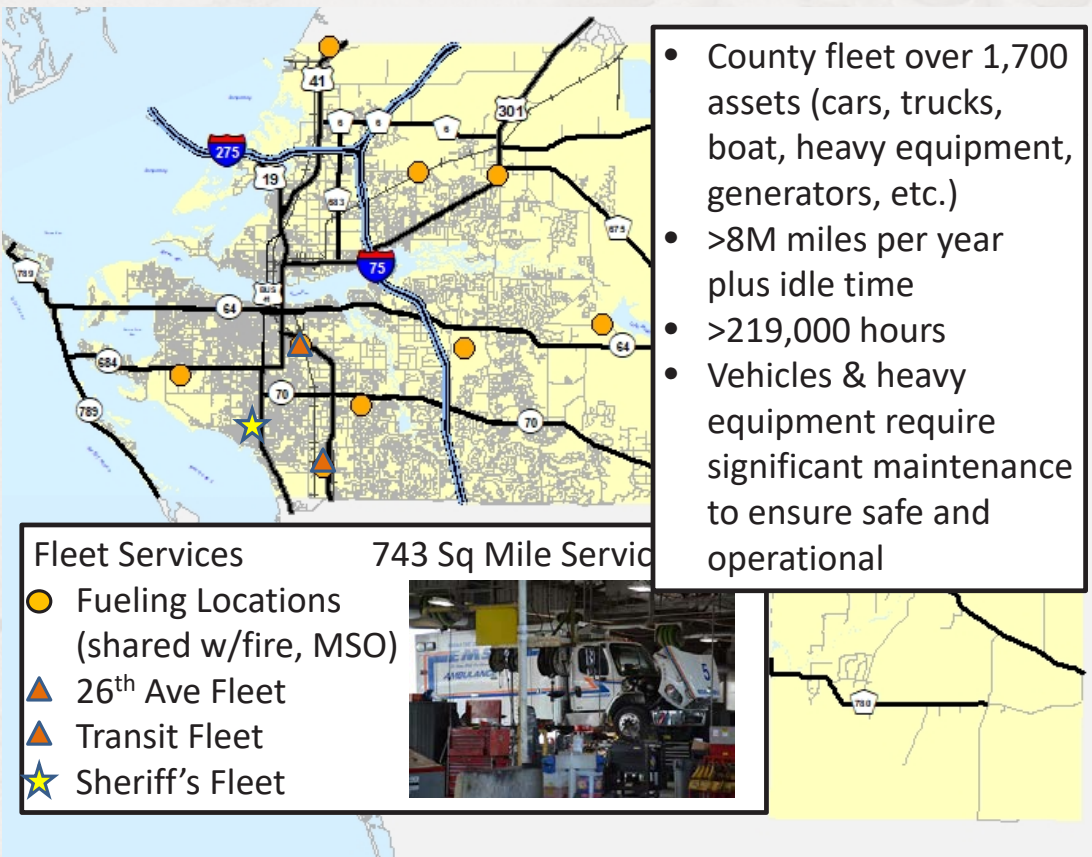 41
301
6
6
6
275
19
683
675
75
789
BUS
41
64
64
684
70
789
70
• County fleet over 1,700
assets (cars, trucks,
boat, heavy equipment,
generators, etc.)
• >8M miles per year
plus idle time
• >219,000 hours
• Vehicles & heavy
equipment require
significant maintenance
to ensure safe and
operational
Fleet Services 743 Sq Mile Servic
Fueling Locations
(shared w/fire, MSO)
26th Ave Fleet
Transit Fleet
Sheriff's Fleet
EMS
AMBULANC
5
780